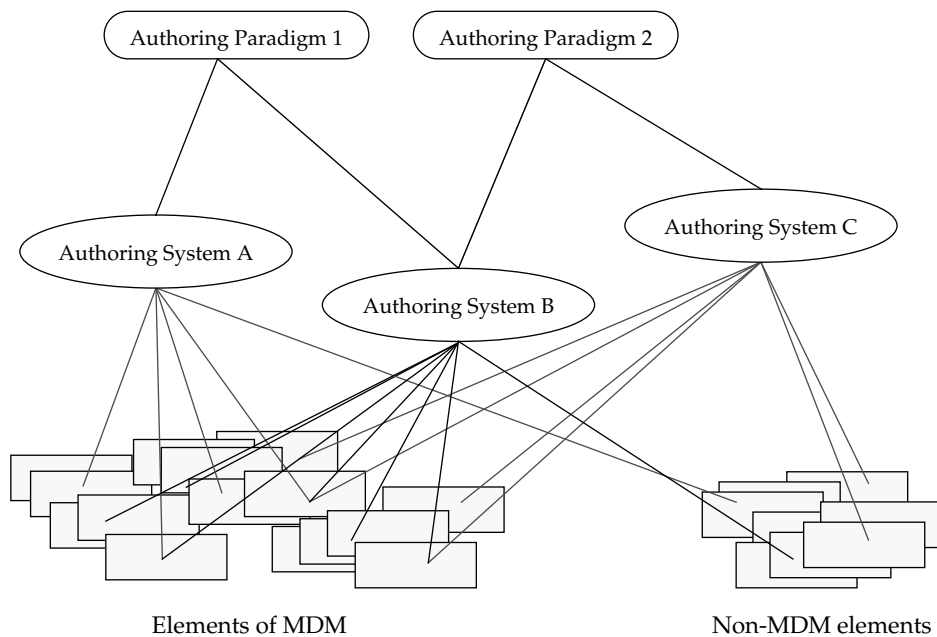 Authoring Paradigm 1
Authoring Paradigm 2
Authoring System A
Authoring System C
Authoring System B
Elements of MDM
Non-MDM elements